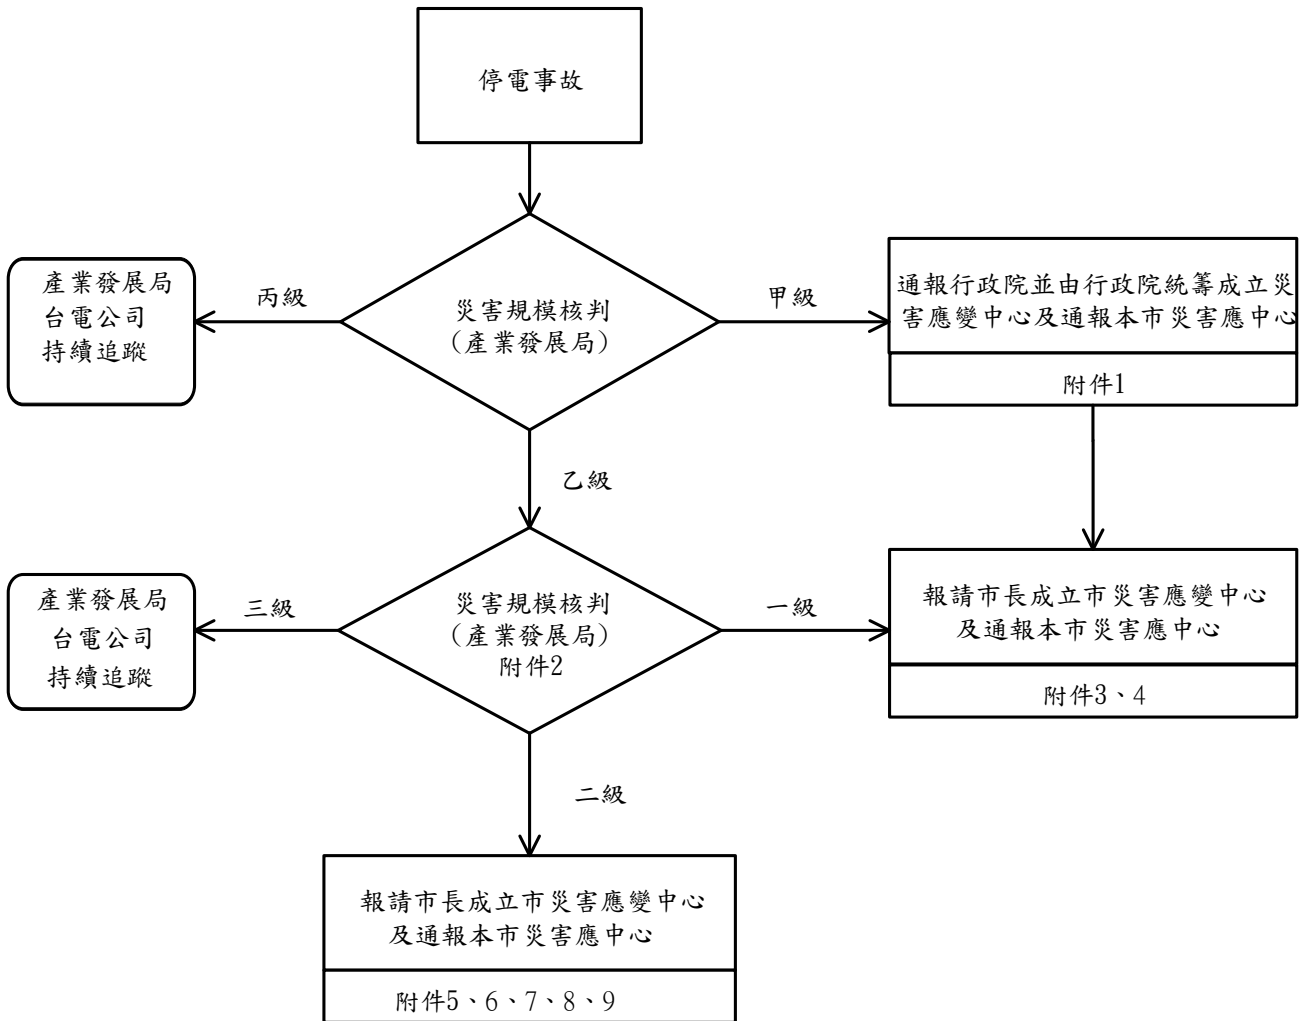 停電事故
產業發展局
台電公司
持續追蹤
丙級
災害規模核判
(產業發展局)
甲級
通報行政院並由行政院統籌成立災
害應變中心及通報本市災害應中心
附件1
乙級
產業發展局
台電公司
持續追蹤
三級
災害規模核判
(產業發展局)
附件2
一級
報請市長成立市災害應變中心
及通報本市災害應中心
附件3、4
二級
報請市長成立市災害應變中心
及通報本市災害應中心
附件5、6、7、8、9